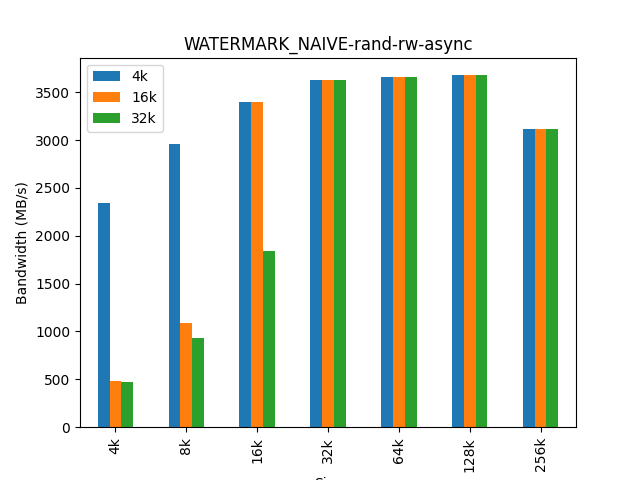 WATERMARK_NAIVE-rand-rw-async
4k
16k
32k
Bandwidth (MB/s)
3500
3000
2500
2000
1500
1000
500
0
4k
8k
16k
32k
64k
128k
256k